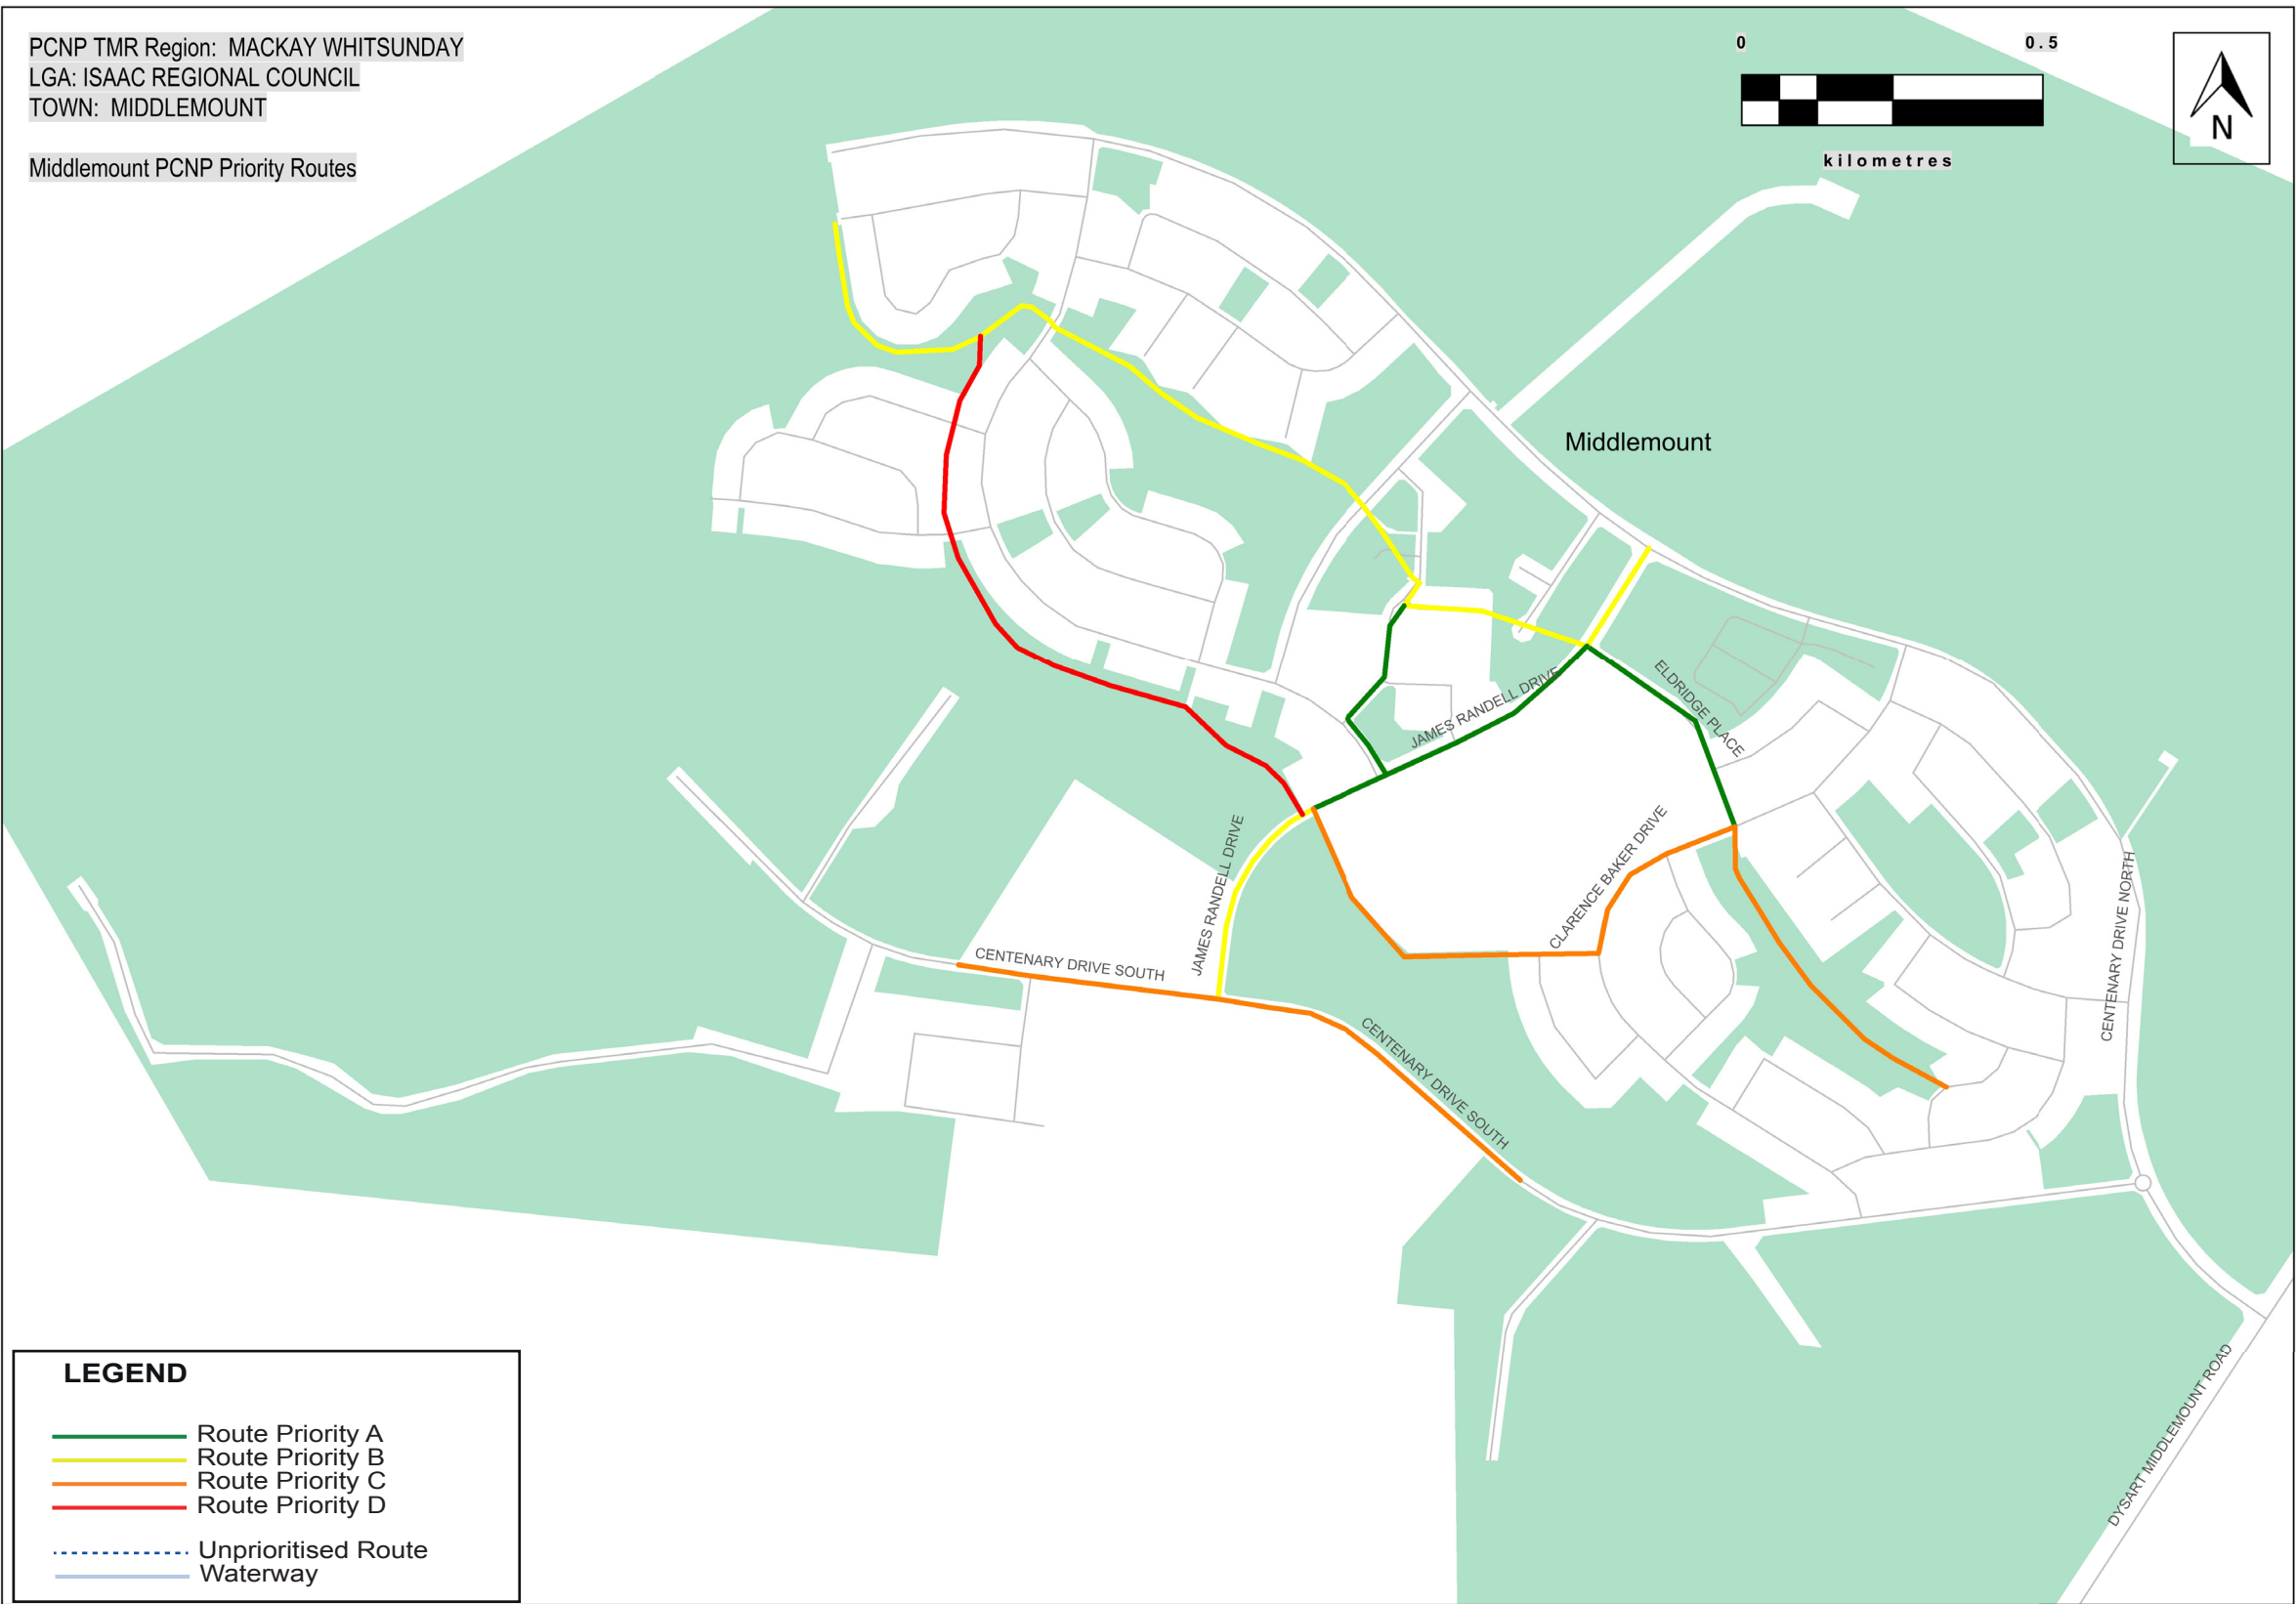 PCNP TMR Region: MACKAY WHITSUNDAY
LGA: ISAAC REGIONAL COUNCIL
TOWN: MIDDLEMOUNT
Middlemount PCNP Priority Routes
0 0.5
kilometres
N
Middlemount
JAMES RANDELL DRIVE
ELDRIDGE PLACE
CLARENCE BAKER DRIVE
JAMES RANDELL DRIVE
CENTENARY DRIVE SOUTH
CENTENARY DRIVE SOUTH
CENTENARY DRIVE NORTH
DYSART MIDDLEMOUNT ROAD
LEGEND
Route Priority A
Route Priority B
Route Priority C
Route Priority D
Unprioritised Route
Waterway